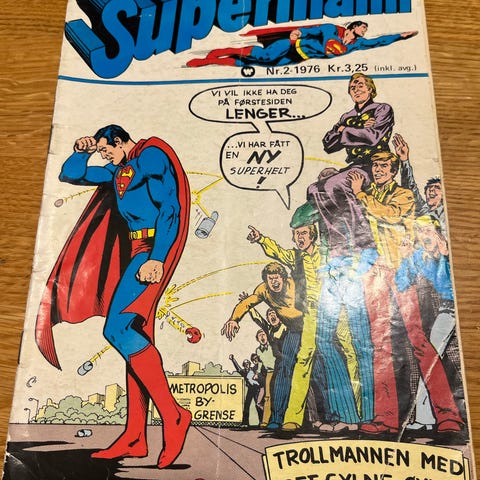 Supermann
Nr.2-1976 Kr.3,25 (inkl. avg.)
W
VI VIL IKKE HA DEG
PÅ FØRSTESIDEN
LENGER...
...VI HAR FÅTT
EN NY
SUPERHELT
!
S
METROPOLIS
BY-
GRENSE
TROLLMANNEN MED